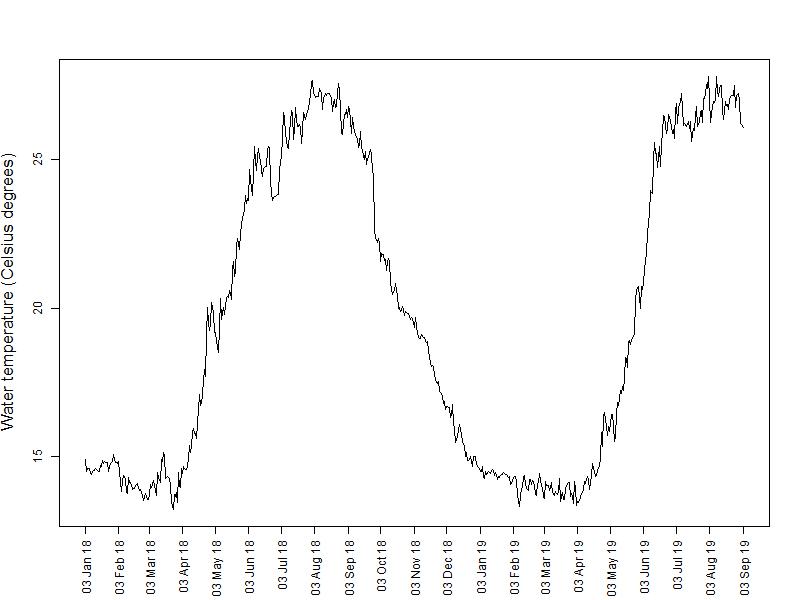 Water temperature (Celsius degrees)
25
20
15
03 Jan 18
03 Feb 18
03 Mar 18
03 Apr 18
03 May 18
03 Jun 18
03 Jul 18
03 Aug 18
03 Sep 18
03 Oct 18
03 Nov 18
03 Dec 18
03 Jan 19
03 Feb 19
03 Mar 19
03 Apr 19
03 May 19
03 Jun 19
03 Jul 19
03 Aug 19
03 Sep 19